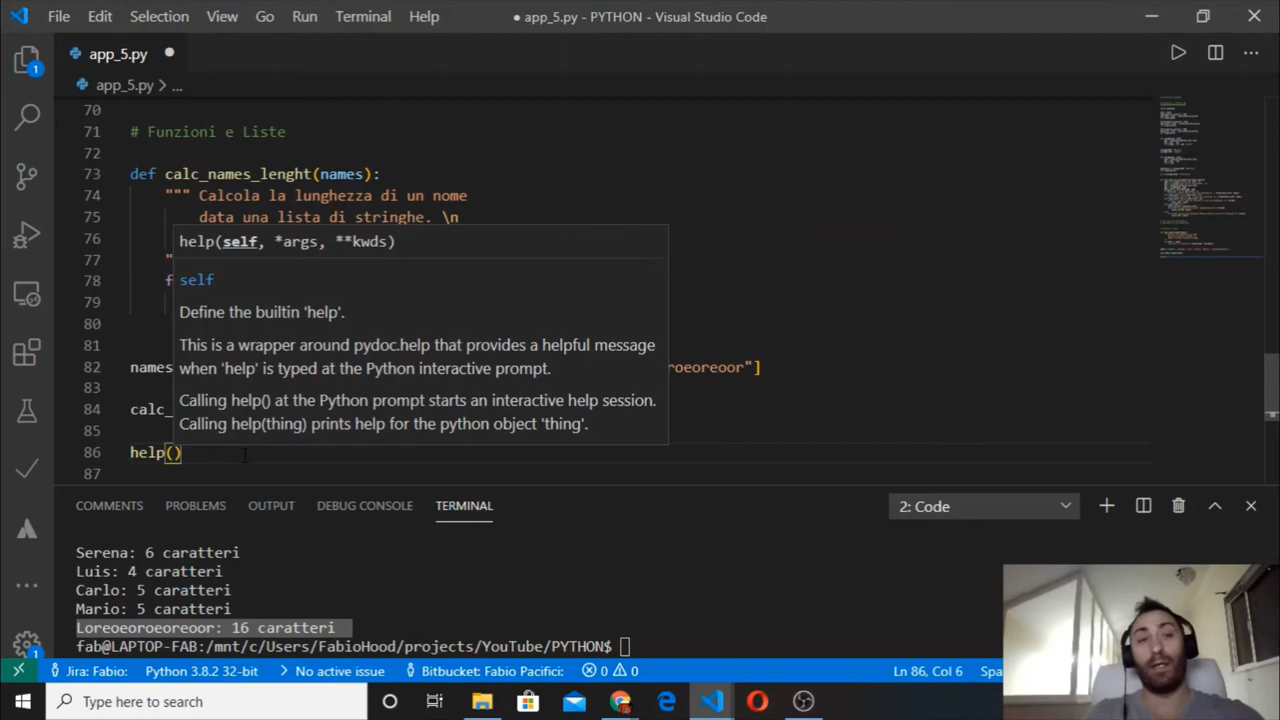 File Edit Selection View Go Run Terminal Help
● app_5.py - PYTHON - Visual Studio Code
app_5.py
app_5.py > ...
70
71 # Funzioni e Liste
72
73 def calc_names_lenght(names):
74 """ Calcola la lunghezza di un nome
75 data una lista di stringhe. \n
76
help(self, *args, **kwds)
77 "
78 f
self
79
Define the builtin 'help'.
80
81
This is a wrapper around pydoc.help that provides a helpful message
82 names roeoreoor"]
when 'help' is typed at the Python interactive prompt.
83
Calling help() at the Python prompt starts an interactive help session.
84 calc_
Calling help(thing) prints help for the python object 'thing'.
85
86 help()
87
COMMENTS PROBLEMS OUTPUT DEBUG CONSOLE TERMINAL 2: Code
Serena: 6 caratteri
Luis: 4 caratteri
Carlo: 5 caratteri
Mario: 5 caratteri
Loreoeoroeoreoor: 16 caratteri
fab@LAPTOP-FAB:/mnt/c/Users/FabioHood/projects/YouTube/PYTHON$
Jira: Fabio: Python 3.8.2 32-bit No active issue Bitbucket: Fabio Pacifici: 0 0 Ln 86, Col 6 Spa
Type here to search